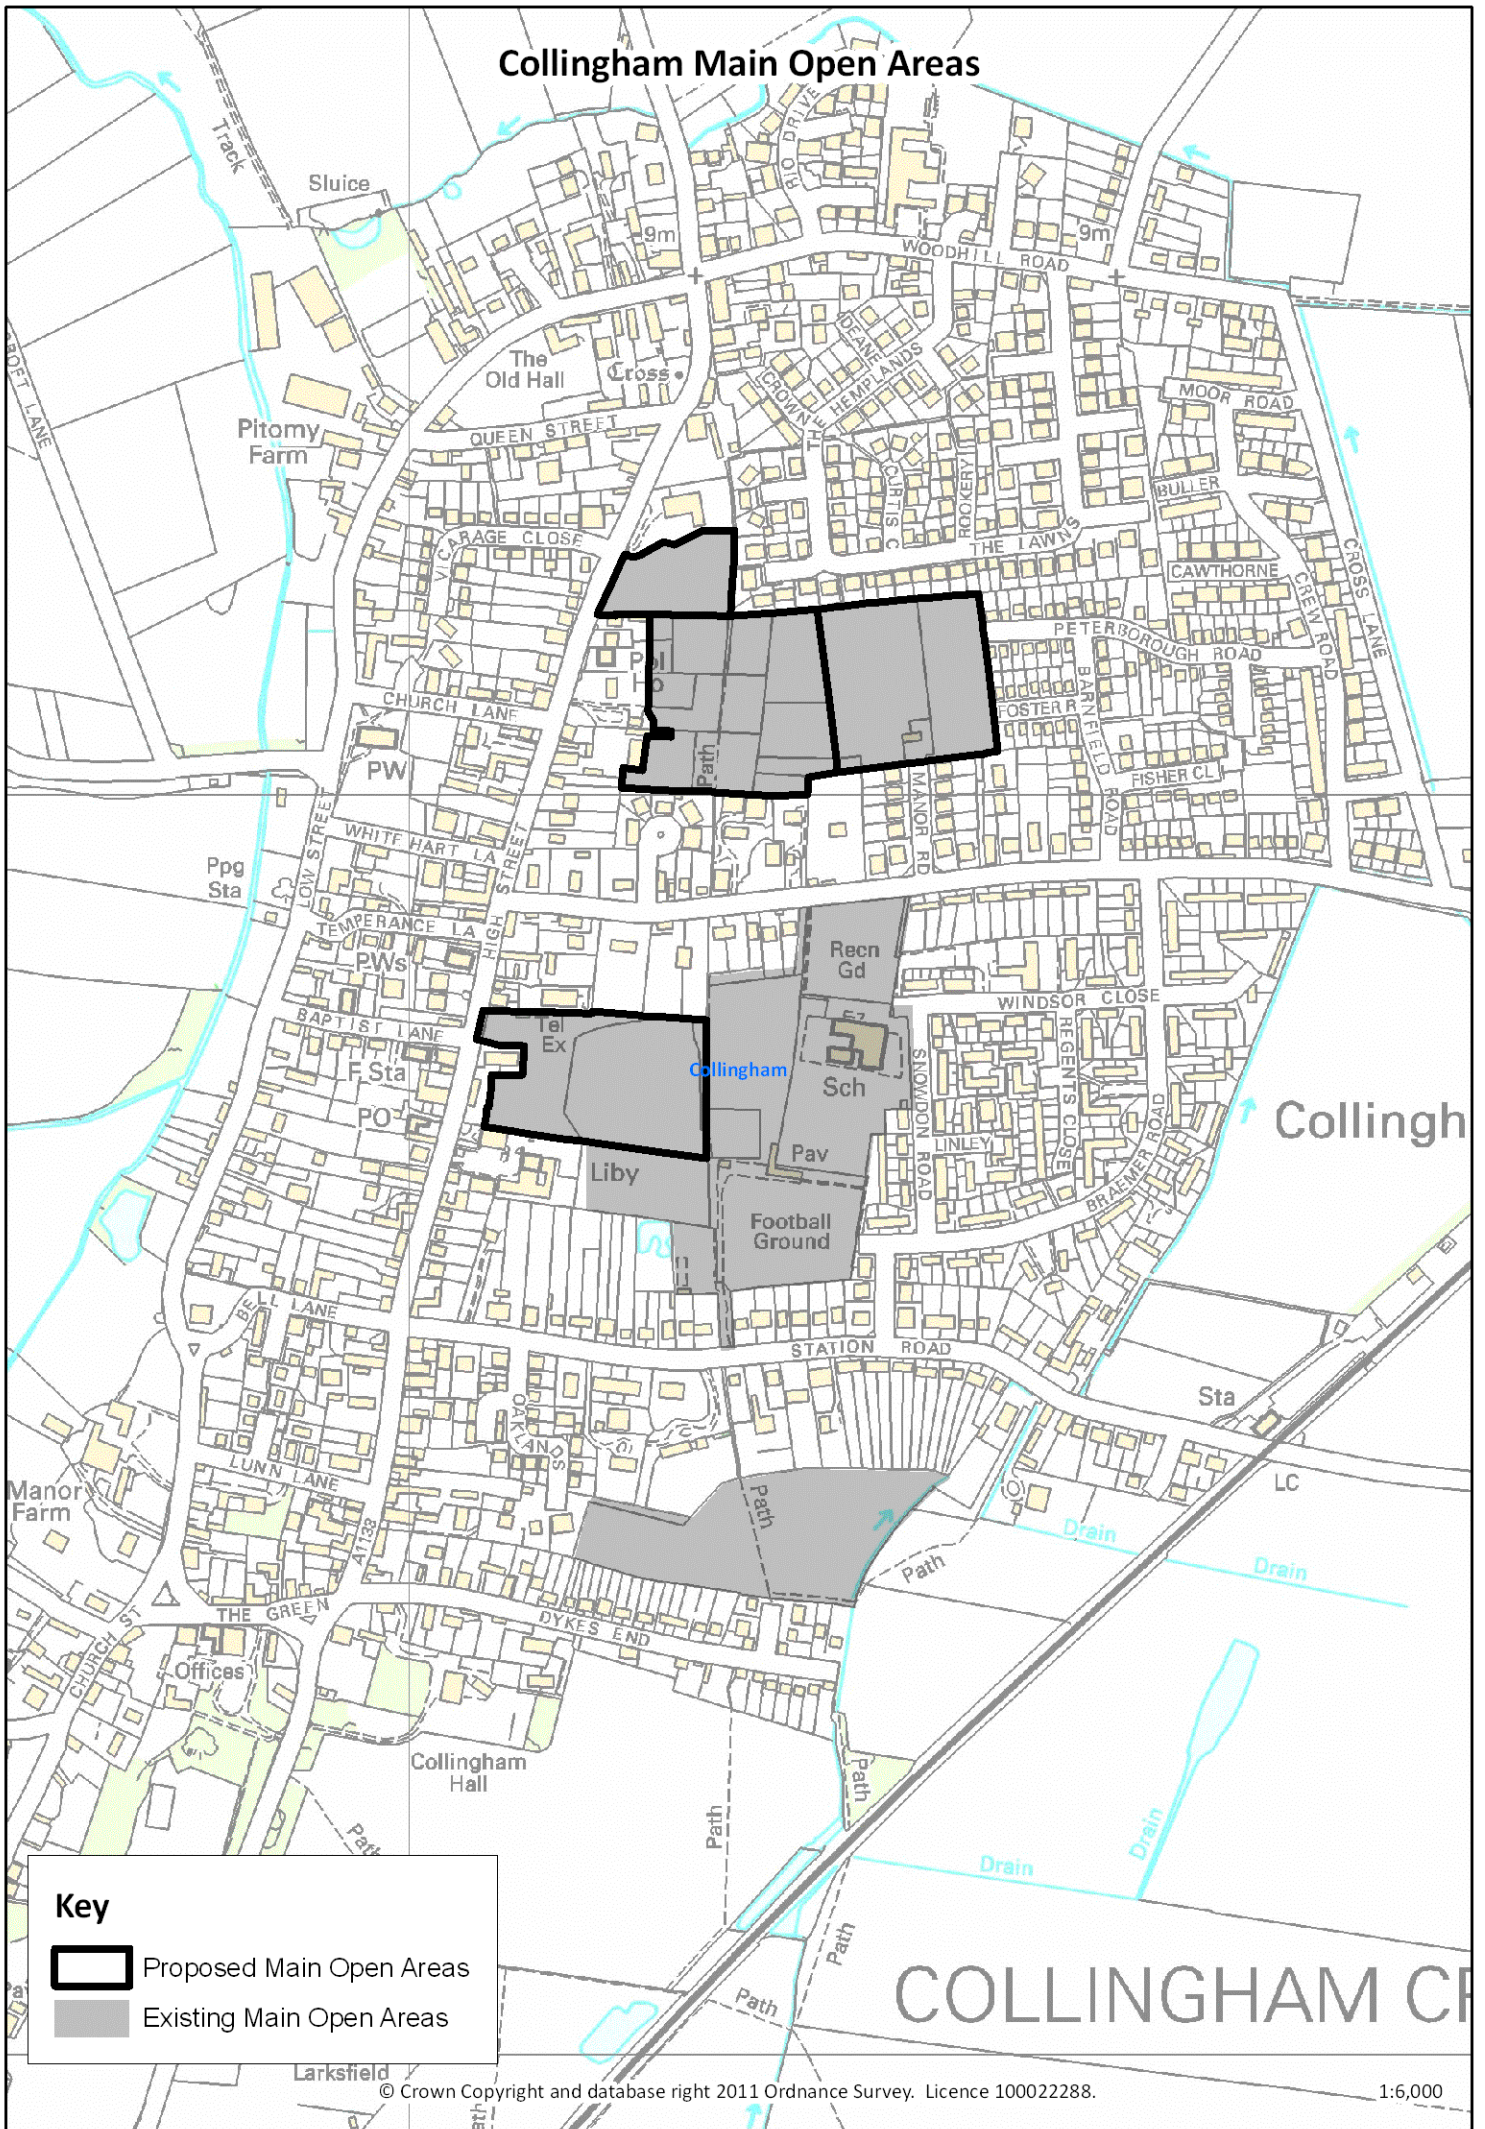 Collingham Main Open Areas
RIO DRIVE
Track
Sluice
9m
9m
WOODHILL ROAD
CROFT LANE
The
Old Hall
Cross
DEANE
CROWN
THE HEMPLANDS
MOOR ROAD
Pitomy
Farm
QUEEN STREET
CURTIS C
ROOKERY
BULLER
VICARAGE CLOSE
THE LAWNS
CAWTHORNE
CREW ROAD
CROSS LANE
Pol
Ho
PETERBOROUGH ROAD
BARNFIELD ROAD
FOSTER R
CHURCH LANE
PW
Path
MANOR RD
FISHER CL
LOW STREET
WHITE HART LA
HIGH STREET
Ppg
Sta
TEMPERANCE LA
PWs
Recn
Gd
WINDSOR CLOSE
BAPTIST LANE
Tel
Ex
F Sta
Collingham
Sch
SNOWDON ROAD
REGENTS CLOSE
Collingh
PO
LINLEY
BRAEMER ROAD
Pav
Liby
Football
Ground
BELL LANE
STATION ROAD
OAKLANDS
Sta
LUNN LANE
LC
Manor
Farm
A1133
Path
Drain
Path
Drain
THE GREEN
DYKES END
CHURCH ST
Offices
Collingham
Hall
Path
Path
Path
Drain
Drain
Path
Path
Key
Proposed Main Open Areas
Existing Main Open Areas
COLLINGHAM CR
Larksfield
© Crown Copyright and database right 2011 Ordnance Survey. Licence 100022288.
1:6,000